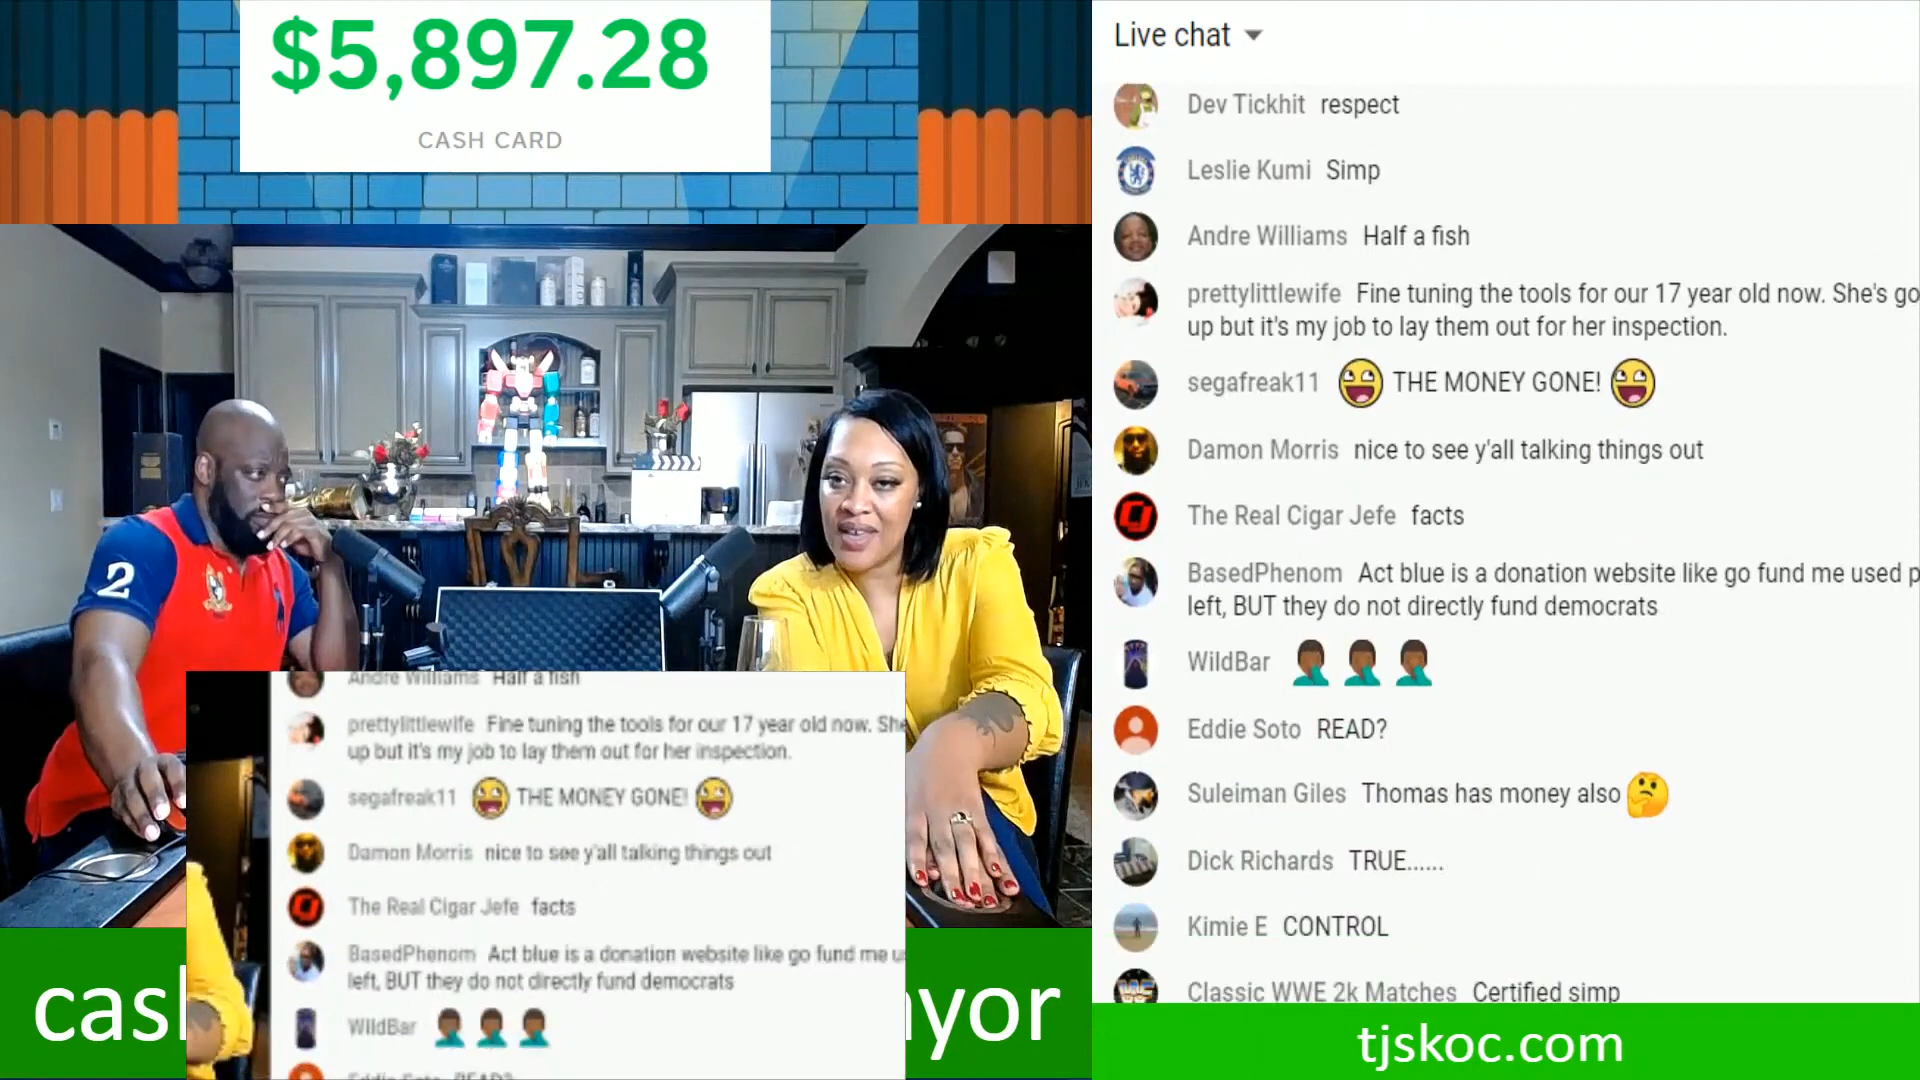 $5,897.28
CASH CARD
2
Andre Williams Half a fish
prettylittlewife Fine tuning the tools for our 17 year old now. She
up but it's my job to lay them out for her inspection.
segafreak11 THE MONEY GONE!
Damon Morris nice to see y'all talking things out
The Real Cigar Jefe facts
BasedPhenom Act blue is a donation website like go fund me u
left, BUT they do not directly fund democrats
WildBar
Eddie Soto READ?
cas
yor
Live chat
Dev Tickhit respect
Leslie Kumi Simp
Andre Williams Half a fish
prettylittlewife Fine tuning the tools for our 17 year old now. She's go
up but it's my job to lay them out for her inspection.
segafreak11 THE MONEY GONE!
Damon Morris nice to see y'all talking things out
The Real Cigar Jefe facts
BasedPhenom Act blue is a donation website like go fund me used p
left, BUT they do not directly fund democrats
WildBar
Eddie Soto READ?
Suleiman Giles Thomas has money also
Dick Richards TRUE......
Kimie E CONTROL
Classic WWE 2k Matches Certified simp
tjskoc.com